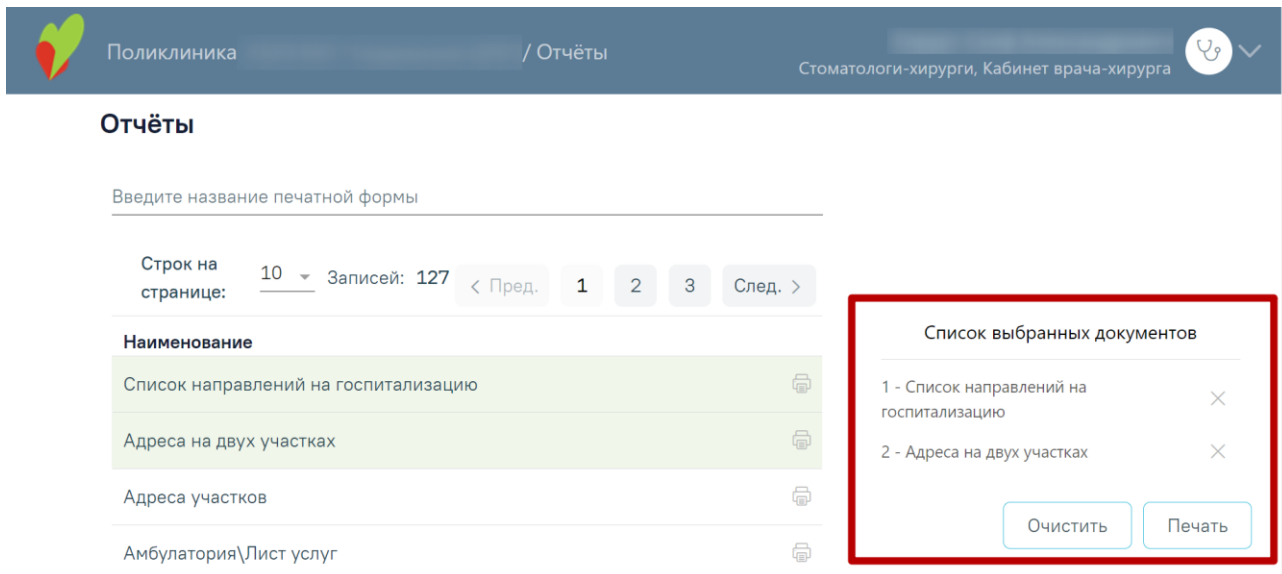 Поликлиника / Отчёты
Стоматологи-хирурги, Кабинет врача-хирурга
Отчёты
Введите название печатной формы
Строк на
странице:
10 Записей: 127 < Пред. 1 2 3 След. >
Наименование
Список направлений на госпитализацию
Адреса на двух участках
Адреса участков
Амбулатория\Лист услуг
Список выбранных документов
1 - Список направлений на
госпитализацию
2 - Адреса на двух участках
Очистить Печать